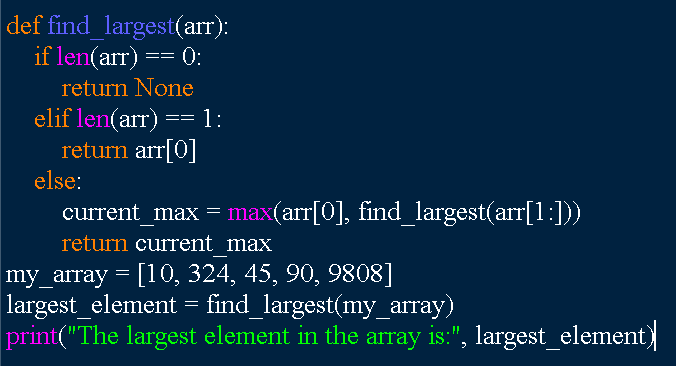 def find_largest(arr):
    if len(arr) == 0:
        return None
    elif len(arr) == 1:
        return arr[0]
    else:
        current_max = max(arr[0], find_largest(arr[1:]))
        return current_max
my_array = [10, 324, 45, 90, 9808]
largest_element = find_largest(my_array)
print("The largest element in the array is:", largest_element)